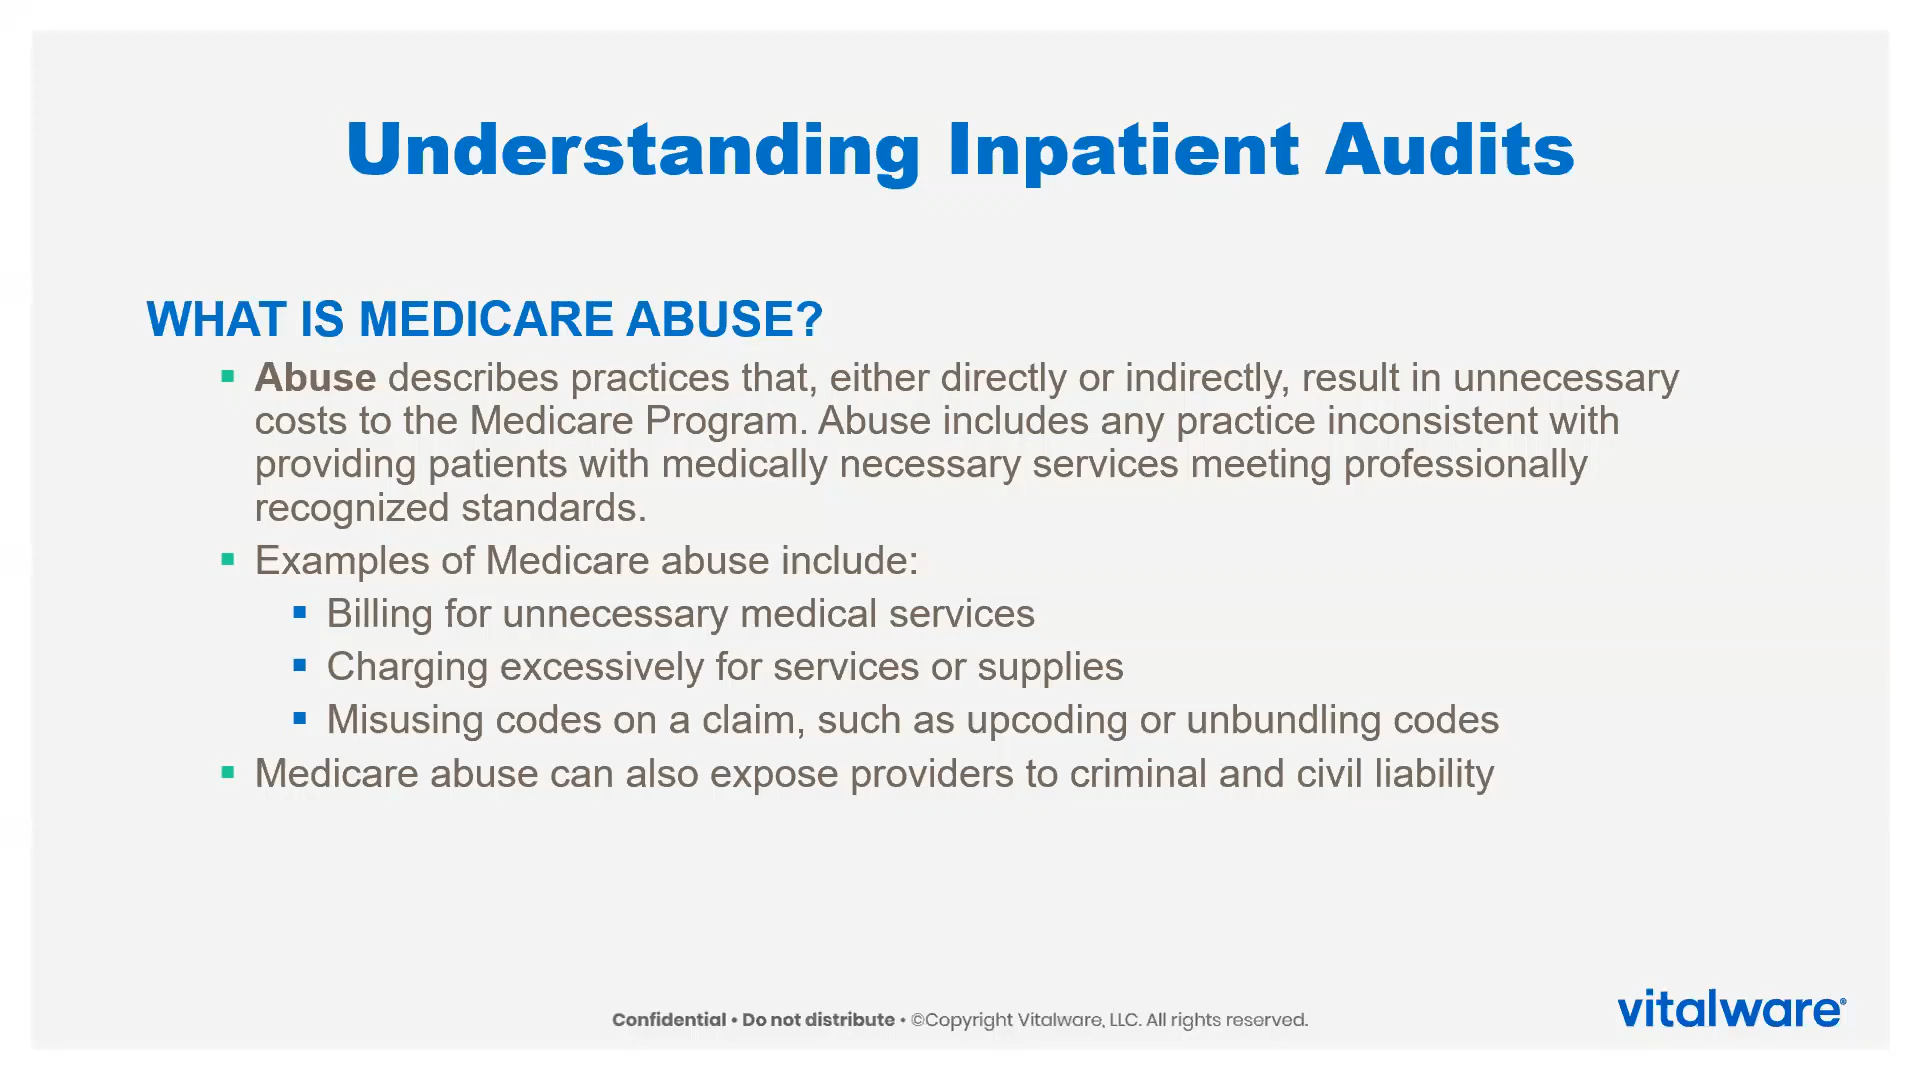 Understanding Inpatient Audits
WHAT IS MEDICARE ABUSE?
Abuse describes practices that, either directly or indirectly, result in unnecessary
costs to the Medicare Program. Abuse includes any practice inconsistent with
providing patients with medically necessary services meeting professionally
recognized standards.
Examples of Medicare abuse include:
Billing for unnecessary medical services
Charging excessively for services or supplies
Misusing codes on a claim, such as upcoding or unbundling codes
Medicare abuse can also expose providers to criminal and civil liability
Confidential • Do not distribute • ©Copyright Vitalware, LLC. All rights reserved.
vitalware®